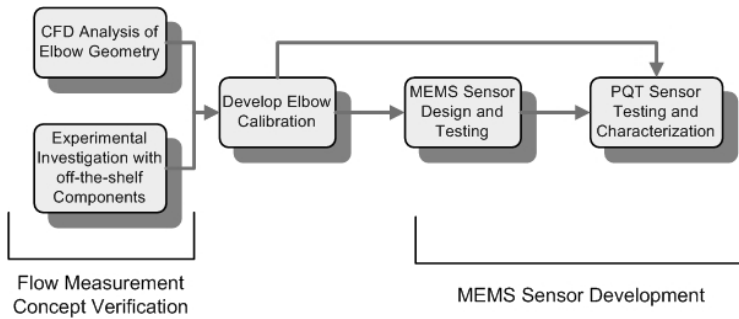 CFD Analysis of
Elbow Geometry
Experimental
Investigation with
off-the-shelf
Components
Develop Elbow
Calibration
MEMS Sensor
Design and
Testing
PQT Sensor
Testing and
Characterization
Flow Measurement
Concept Verification
MEMS Sensor Development